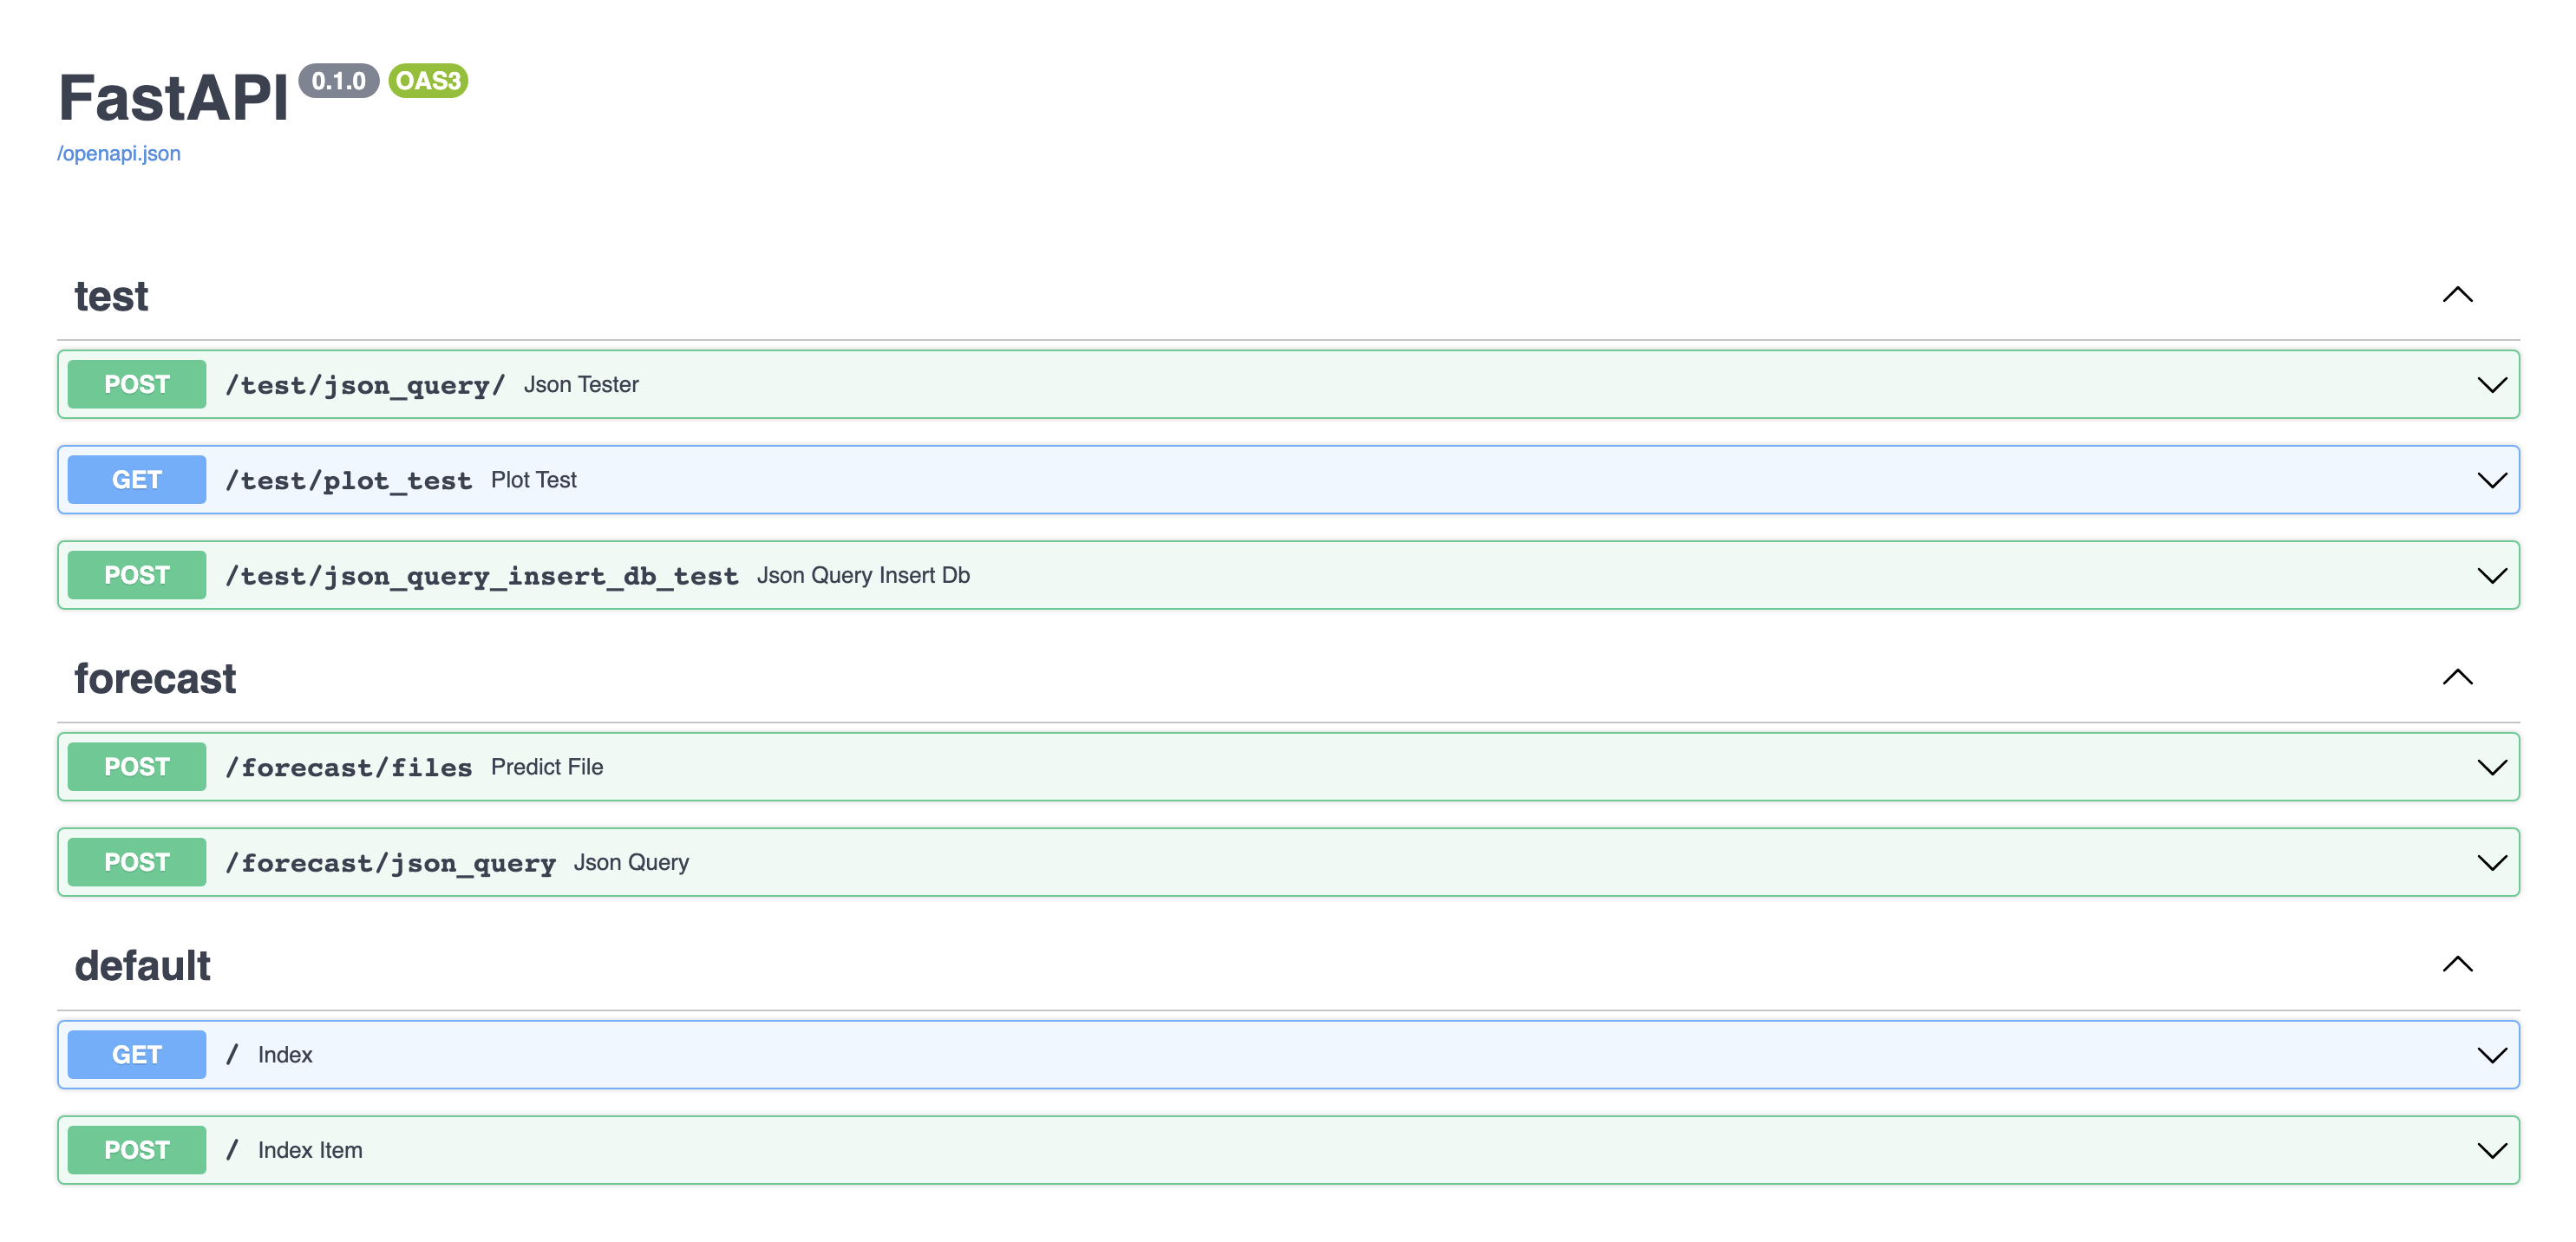 FastAPI 0.1.0 OAS3
/openapi.json
test
POST /test/json_query/ Json Tester
GET /test/plot_test Plot Test
POST /test/json_query_insert_db_test Json Query Insert Db
forecast
POST /forecast/files Predict File
POST /forecast/json_query Json Query
default
GET / Index
POST / Index Item